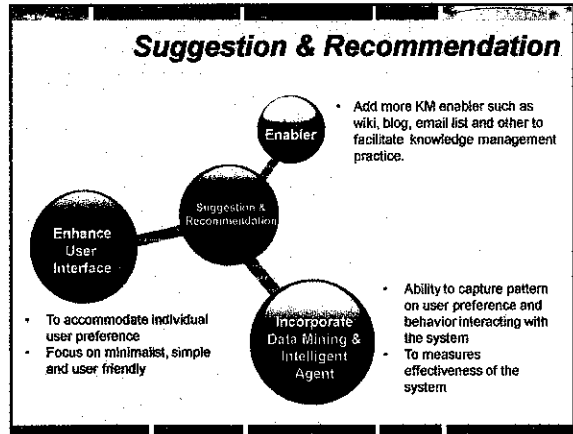 Suggestion & Recommendation
Enabler
• Add more KM enabler such as
wiki, blog, email list and other to
facilitate knowledge management
practice.
Suggestion &
Recommendation
Enhance
User
Interface
• To accommodate individual
user preference
• Focus on minimalist, simple
and user friendly
Incorporate
Data Mining &
Intelligent
Agent
• Ability to capture pattern
on user preference and
behavior interacting with
the system
• To measures
effectiveness of the
system